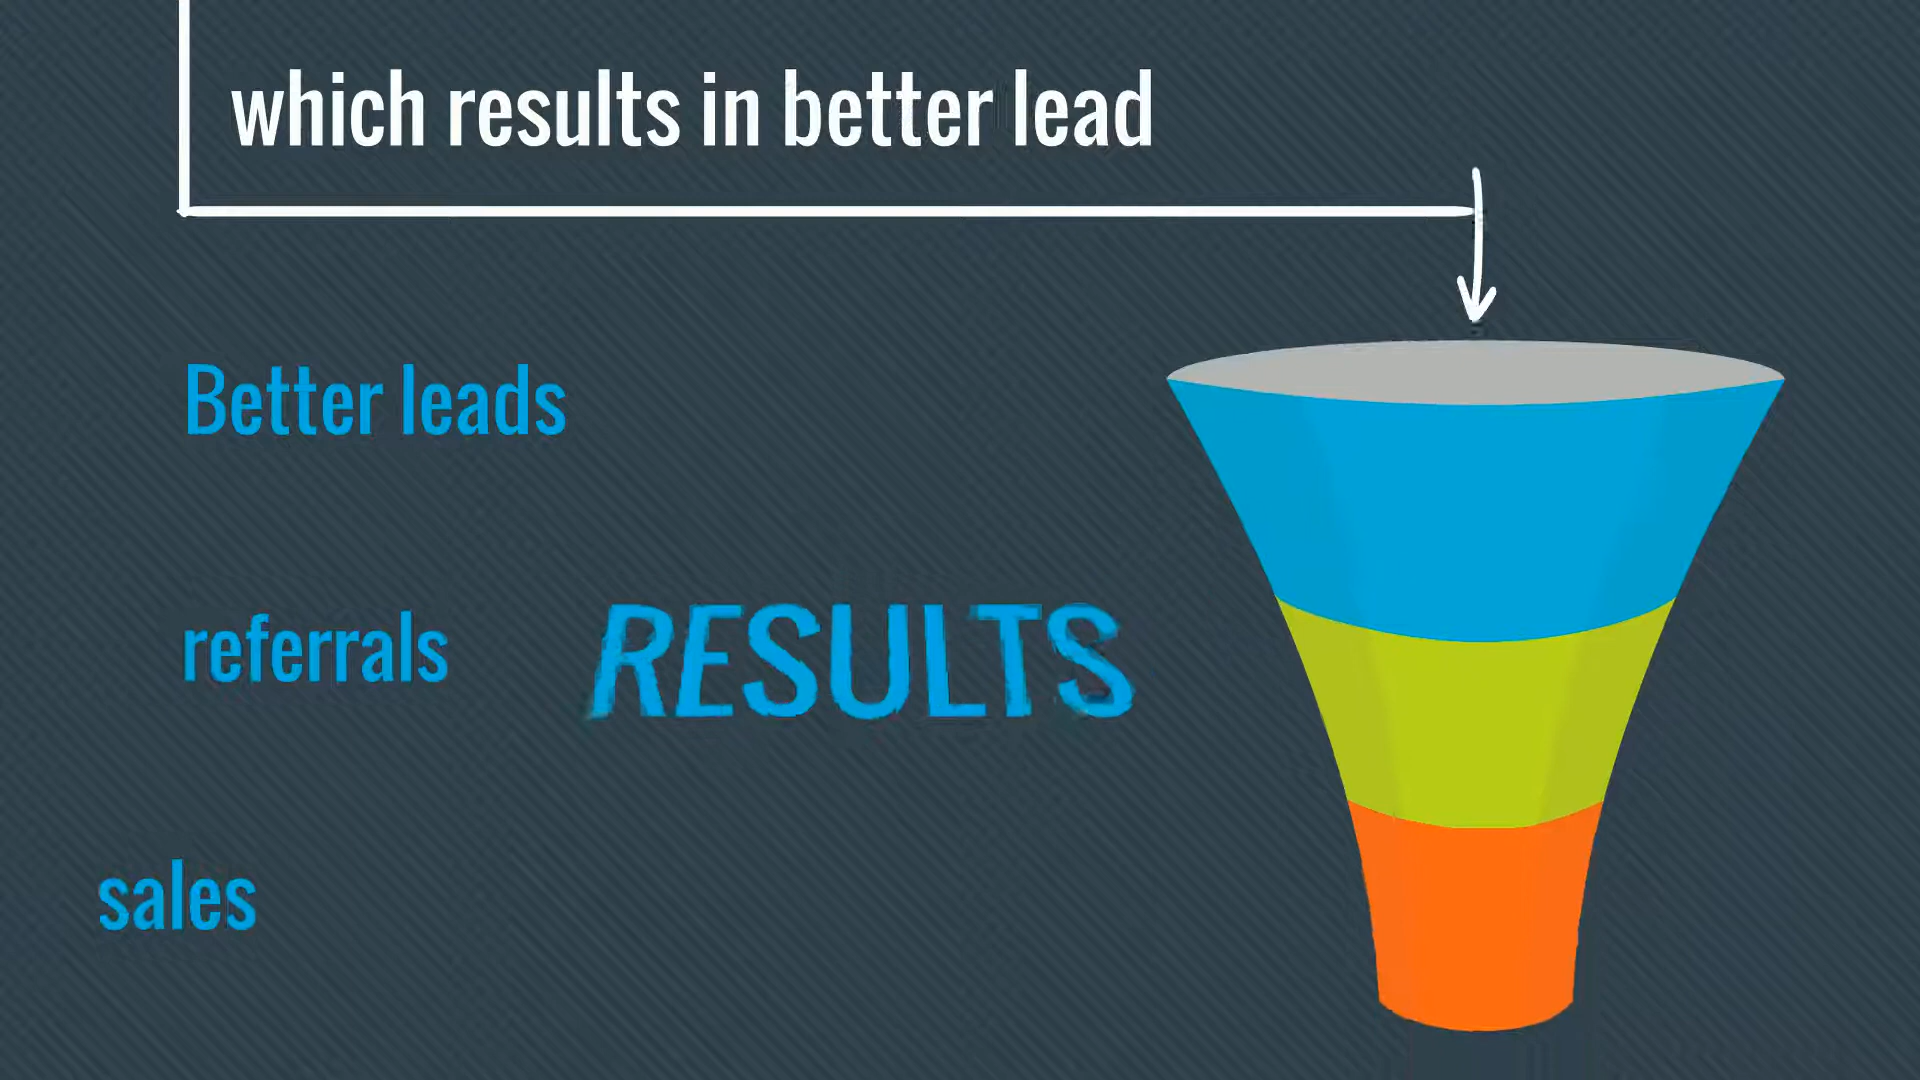 which results in better lead
Better leads
referrals
RESULTS
sales